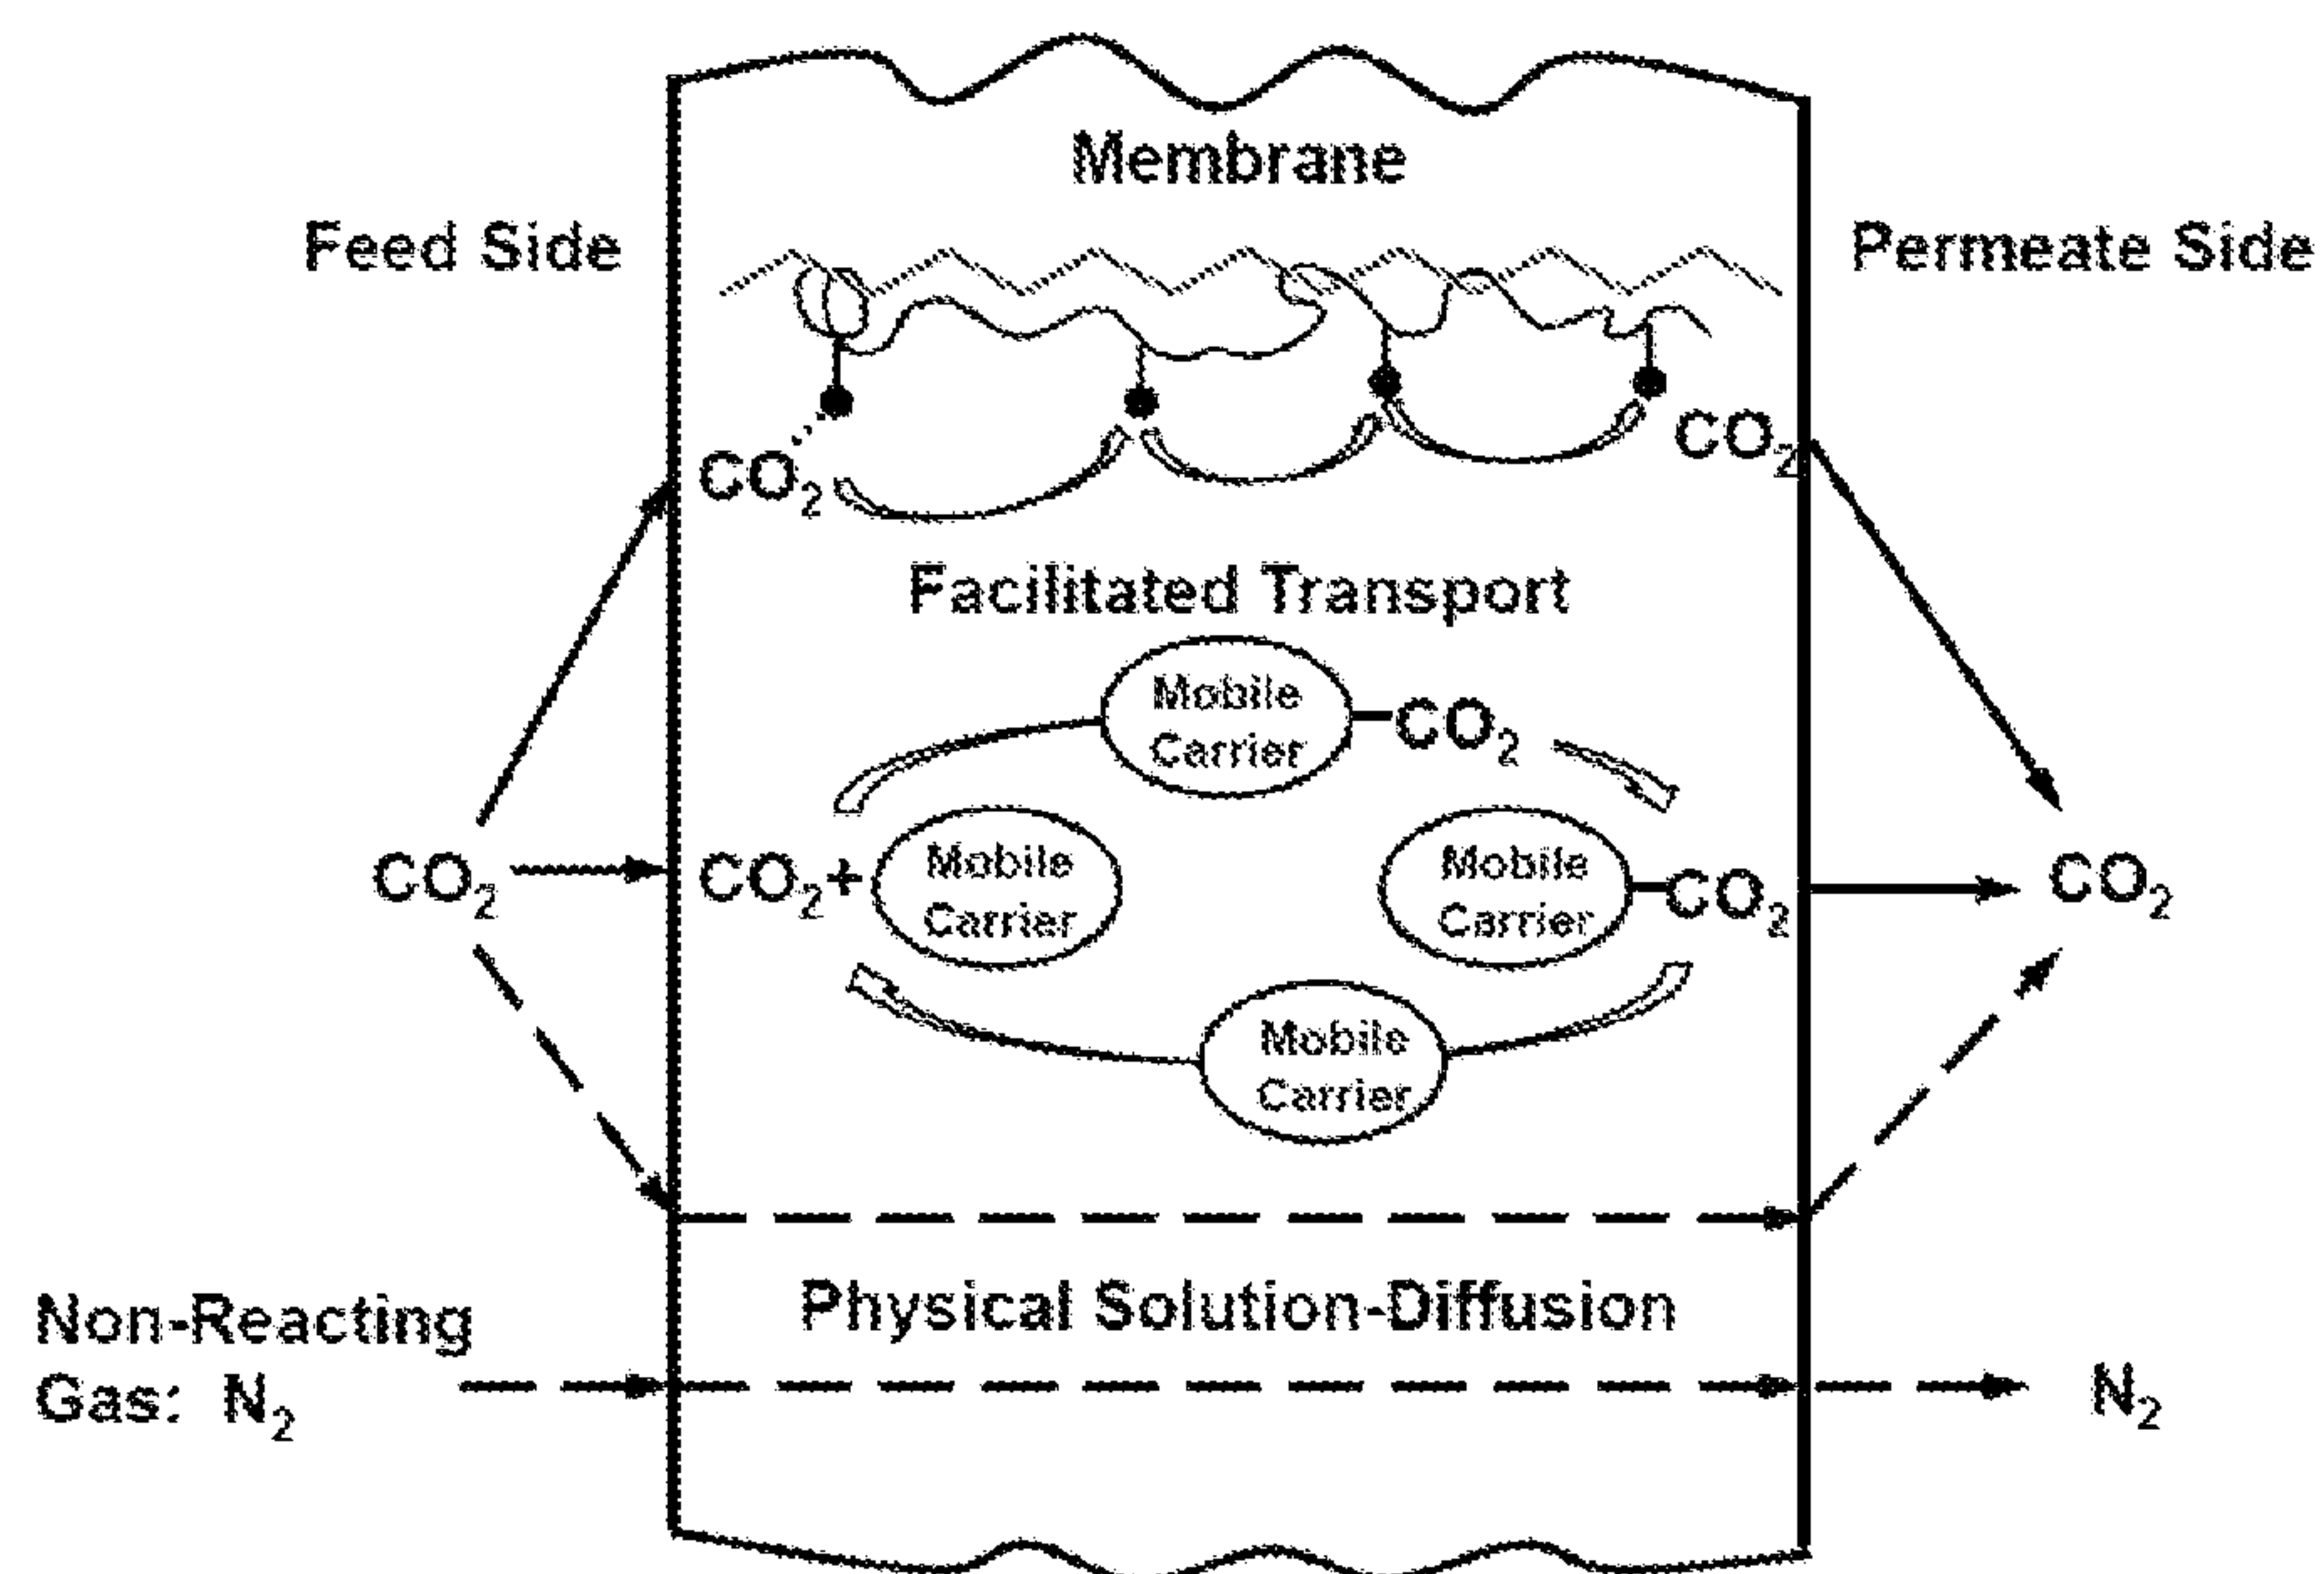 Membrane
Feed Side
Permeate Side
CO₂
CO₂
Facilitated Transport
Mobile
Carrier
CO₂
CO₂
CO₂+
Mobile
Carrier
Mobile
Carrier
CO₂
CO₂
Mobile
Carrier
Physical Solution-Diffusion
Non-Reacting
Gas: N₂
N₂